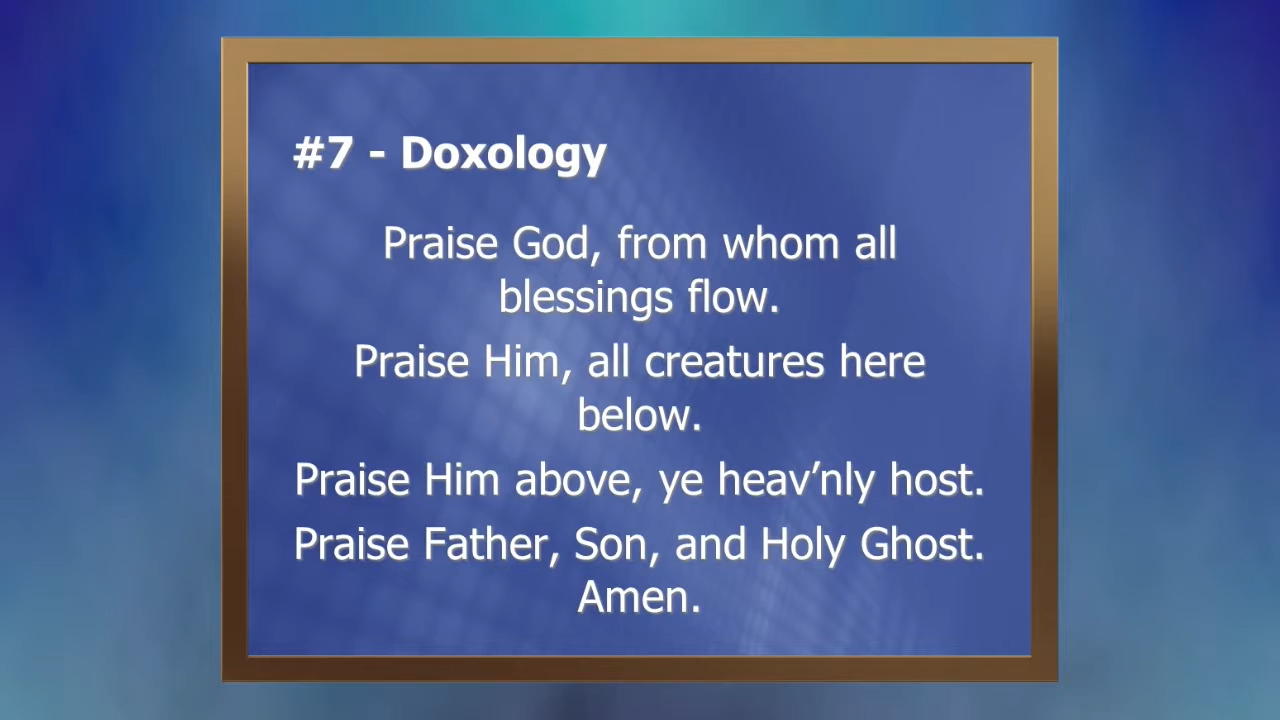 #7 - Doxology
Praise God, from whom all
blessings flow.
Praise Him, all creatures here
below.
Praise Him above, ye heav’nly host.
Praise Father, Son, and Holy Ghost.
Amen.